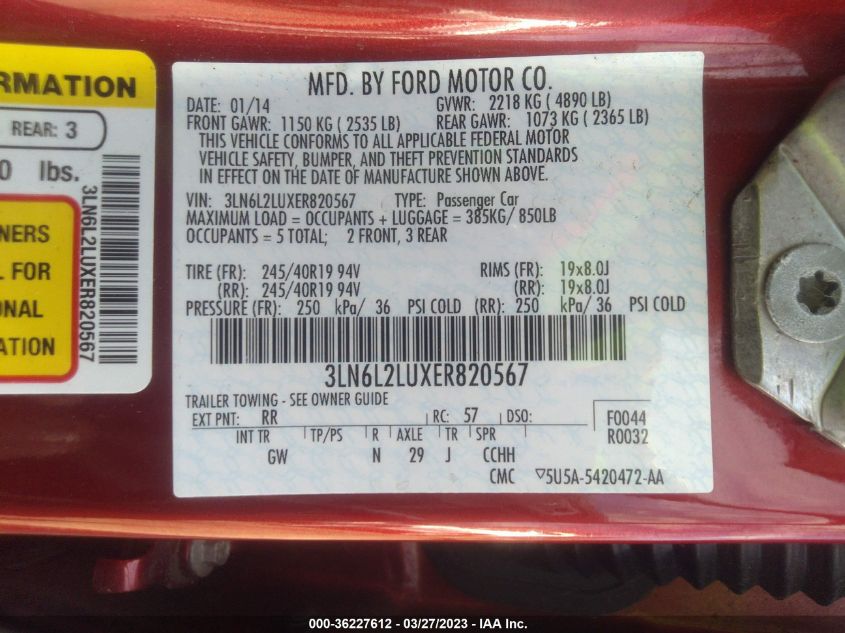 MFD. BY FORD MOTOR CO.
DATE: 01/14 GVWR: 2218 KG ( 4890 LB)
FRONT GAWR: 1150 KG ( 2535 LB) REAR GAWR: 1073 KG ( 2365 LB)
THIS VEHICLE CONFORMS TO ALL APPLICABLE FEDERAL MOTOR
VEHICLE SAFETY, BUMPER, AND THEFT PREVENTION STANDARDS
IN EFFECT ON THE DATE OF MANUFACTURE SHOWN ABOVE.
VIN: 3LN6L2LUXER820567 TYPE: Passenger Car
MAXIMUM LOAD = OCCUPANTS + LUGGAGE = 385KG/ 850LB
OCCUPANTS = 5 TOTAL; 2 FRONT, 3 REAR
TIRE (FR): 245/40R19 94V RIMS (FR): 19x8.0J
(RR): 245/40R19 94V (RR): 19x8.0J
PRESSURE (FR): 250 kPa/ 36 PSI COLD (RR): 250 kPa/ 36 PSI COLD
3LN6L2LUXER820567
TRAILER TOWING - SEE OWNER GUIDE
EXT PNT: RR RC: 57 DSO: F0044
R0032
INT TR TP/PS R AXLE TR SPR
GW N 29 J CCHH
CMC ▽5U5A-5420472-AA
ORMATION
REAR: 3
0 lbs.
3LN6L2LUXER820567
NERS
L FOR
ONAL
ATION
000-36227612 - 03/27/2023 - IAA Inc.